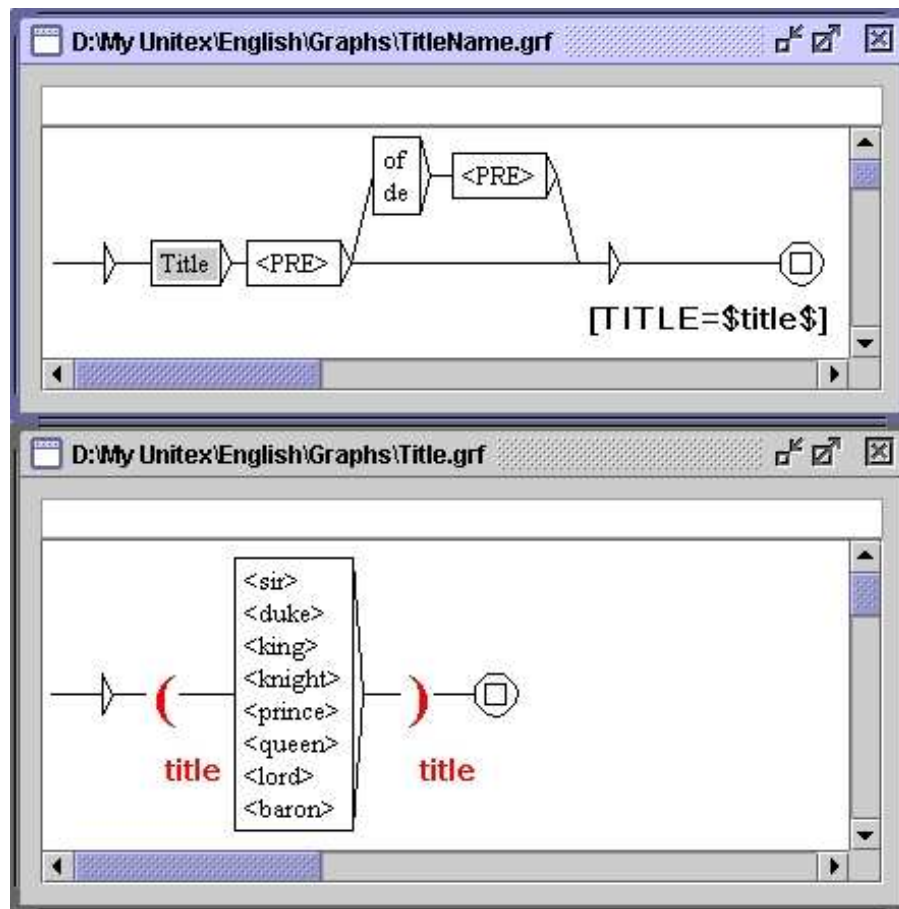 D:\My Unitex\English\Graphs\TitleName.grf
of
de
<PRE>
Title
<PRE>
[TITLE=$title$]
D:\My Unitex\English\Graphs\Title.grf
<sir>
<duke>
<king>
<knight>
<prince>
<queen>
<lord>
<baron>
(
)
title
title